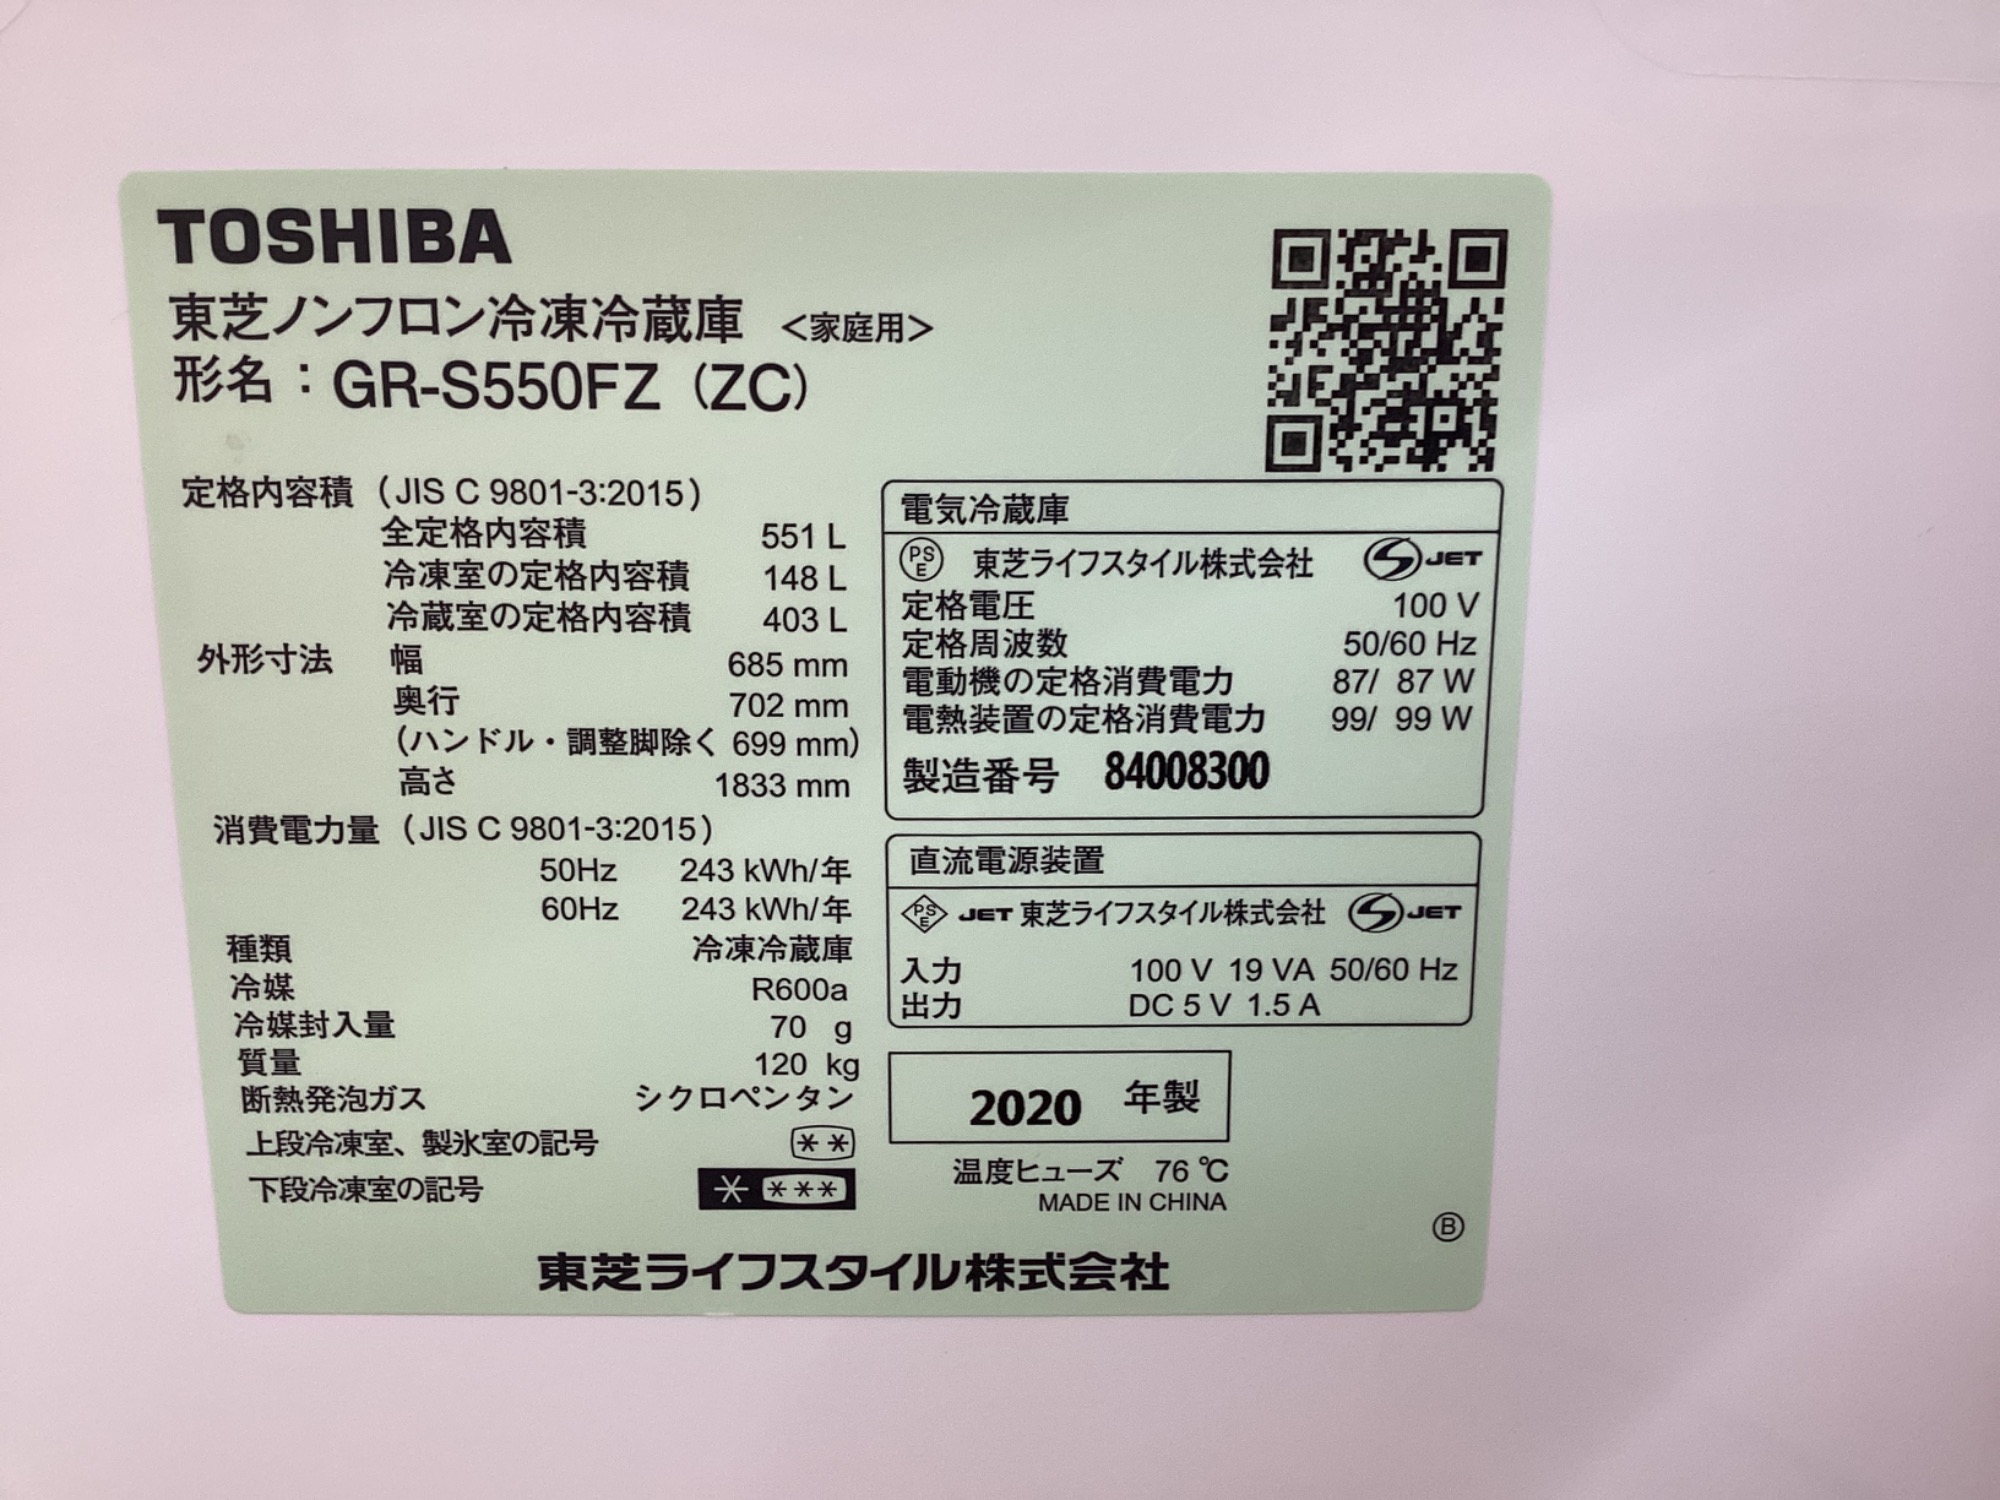 TOSHIBA
東芝ノンフロン冷凍冷蔵庫 <家庭用>
形名：GR-S550FZ (ZC)
定格内容積 (JIS C 9801-3:2015)
全定格内容積 551 L
冷凍室の定格内容積 148 L
冷蔵室の定格内容積 403 L
外形寸法 幅 685 mm
奥行 702 mm
(ハンドル・調整脚除く 699 mm)
高さ 1833 mm
消費電力量 (JIS C 9801-3:2015)
50Hz 243 kWh/年
60Hz 243 kWh/年
種類 冷凍冷蔵庫
冷媒 R600a
冷媒封入量 70 g
質量 120 kg
断熱発泡ガス シクロペンタン
上段冷凍室、製氷室の記号 **
下段冷凍室の記号 * ***
電気冷蔵庫
PSE 東芝ライフスタイル株式会社 S JET
定格電圧 100 V
定格周波数 50/60 Hz
電動機の定格消費電力 87/ 87 W
電熱装置の定格消費電力 99/ 99 W
製造番号 84008300
直流電源装置
PSE JET 東芝ライフスタイル株式会社 S JET
入力 100 V 19 VA 50/60 Hz
出力 DC 5 V 1.5 A
2020 年製
温度ヒューズ 76 ℃
MADE IN CHINA
Ⓑ
東芝ライフスタイル株式会社